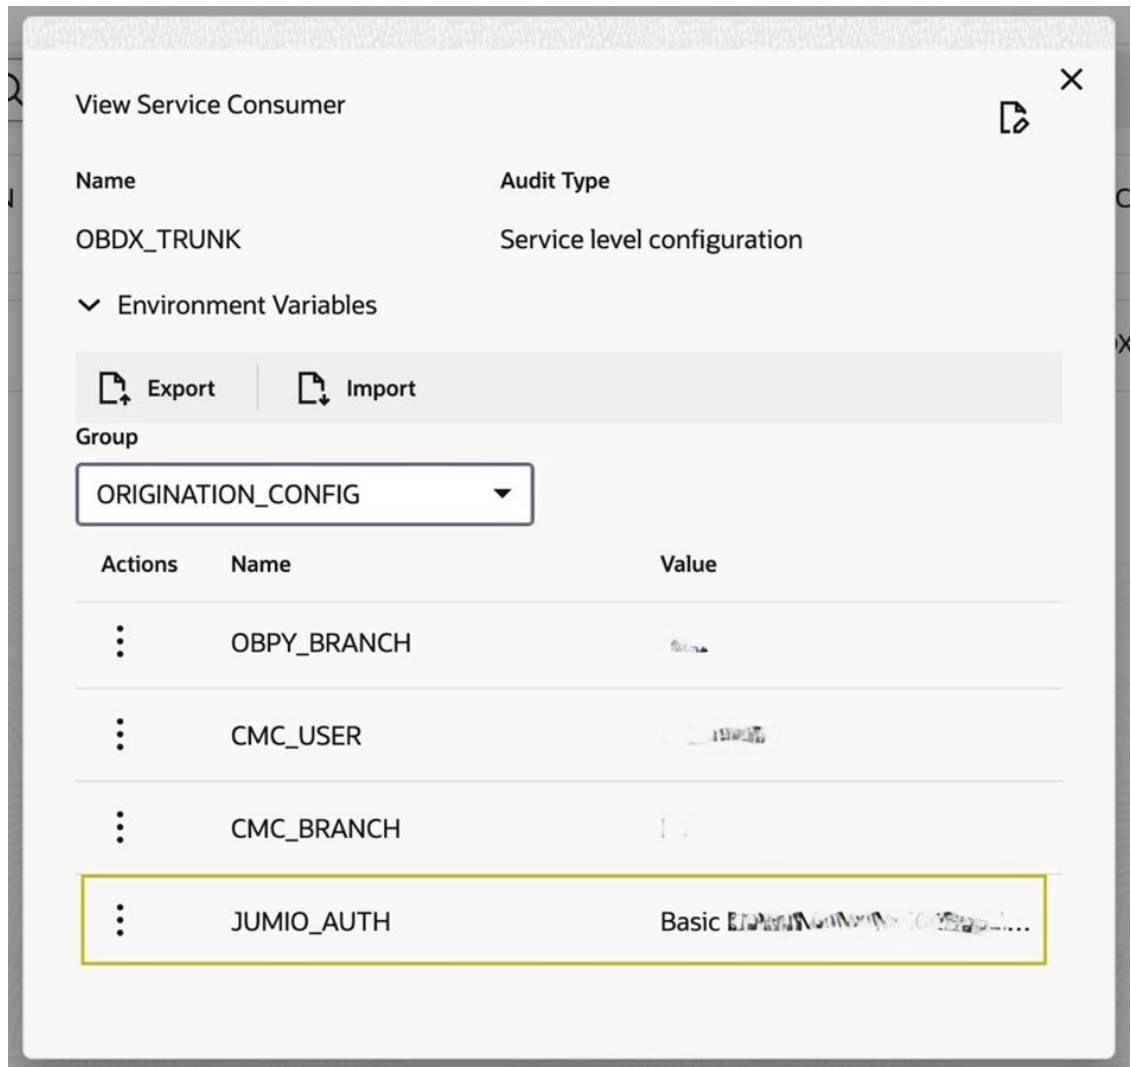 View Service Consumer
Name Audit Type
OBDX_TRUNK Service level configuration
Environment Variables
Export Import
Group
ORIGINATION_CONFIG
Actions Name Value
OBPY_BRANCH
CMC_USER
CMC_BRANCH
JUMIO_AUTH Basic